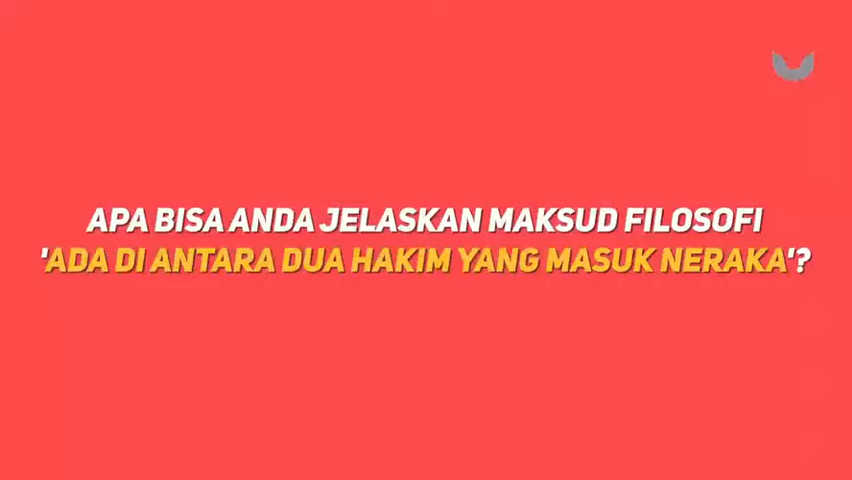 APA BISA ANDA JELASKAN MAKSUD FILOSOFI
'ADA DI ANTARA DUA HAKIM YANG MASUK NERAKA'?